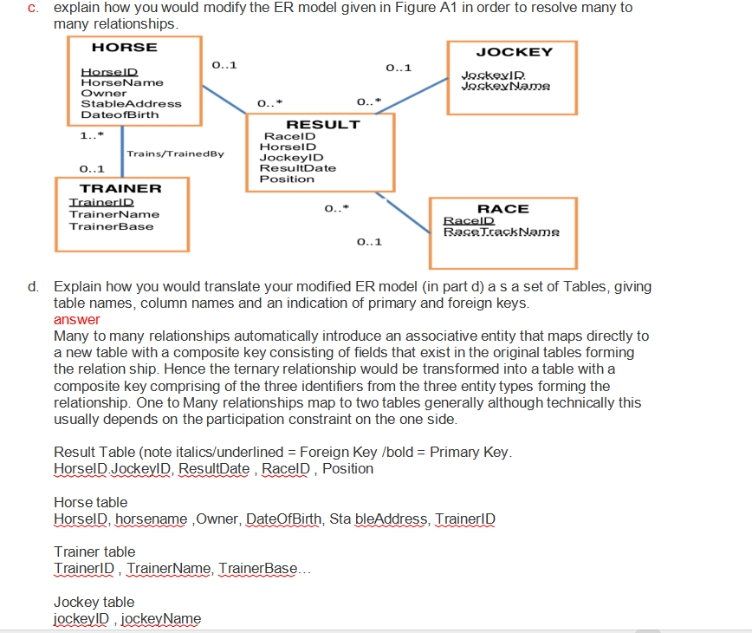 c. explain how you would modify the ER model given in Figure A1 in order to resolve many to
many relationships.
HORSE
HorseID
HorseName
Owner
StableAddress
DateofBirth
0..1
0..1
JOCKEY
JockeyID
JockeyName
0..*
0..*
RESULT
RaceID
HorseID
JockeyID
ResultDate
Position
1..*
Trains/TrainedBy
0..1
TRAINER
TrainerID
TrainerName
TrainerBase
0..*
0..1
RACE
RaceID
RaceTrackName
d. Explain how you would translate your modified ER model (in part d) a s a set of Tables, giving
table names, column names and an indication of primary and foreign keys.
answer
Many to many relationships automatically introduce an associative entity that maps directly to
a new table with a composite key consisting of fields that exist in the original tables forming
the relation ship. Hence the ternary relationship would be transformed into a table with a
composite key comprising of the three identifiers from the three entity types forming the
relationship. One to Many relationships map to two tables generally although technically this
usually depends on the participation constraint on the one side.
Result Table (note italics/underlined = Foreign Key /bold = Primary Key.
HorseID,JockeyID, ResultDate , RaceID , Position
Horse table
HorseID, horsename ,Owner, DateOfBirth, Sta bleAddress, TrainerID
Trainer table
TrainerID , TrainerName, TrainerBase…
Jockey table
jockeyID , jockeyName